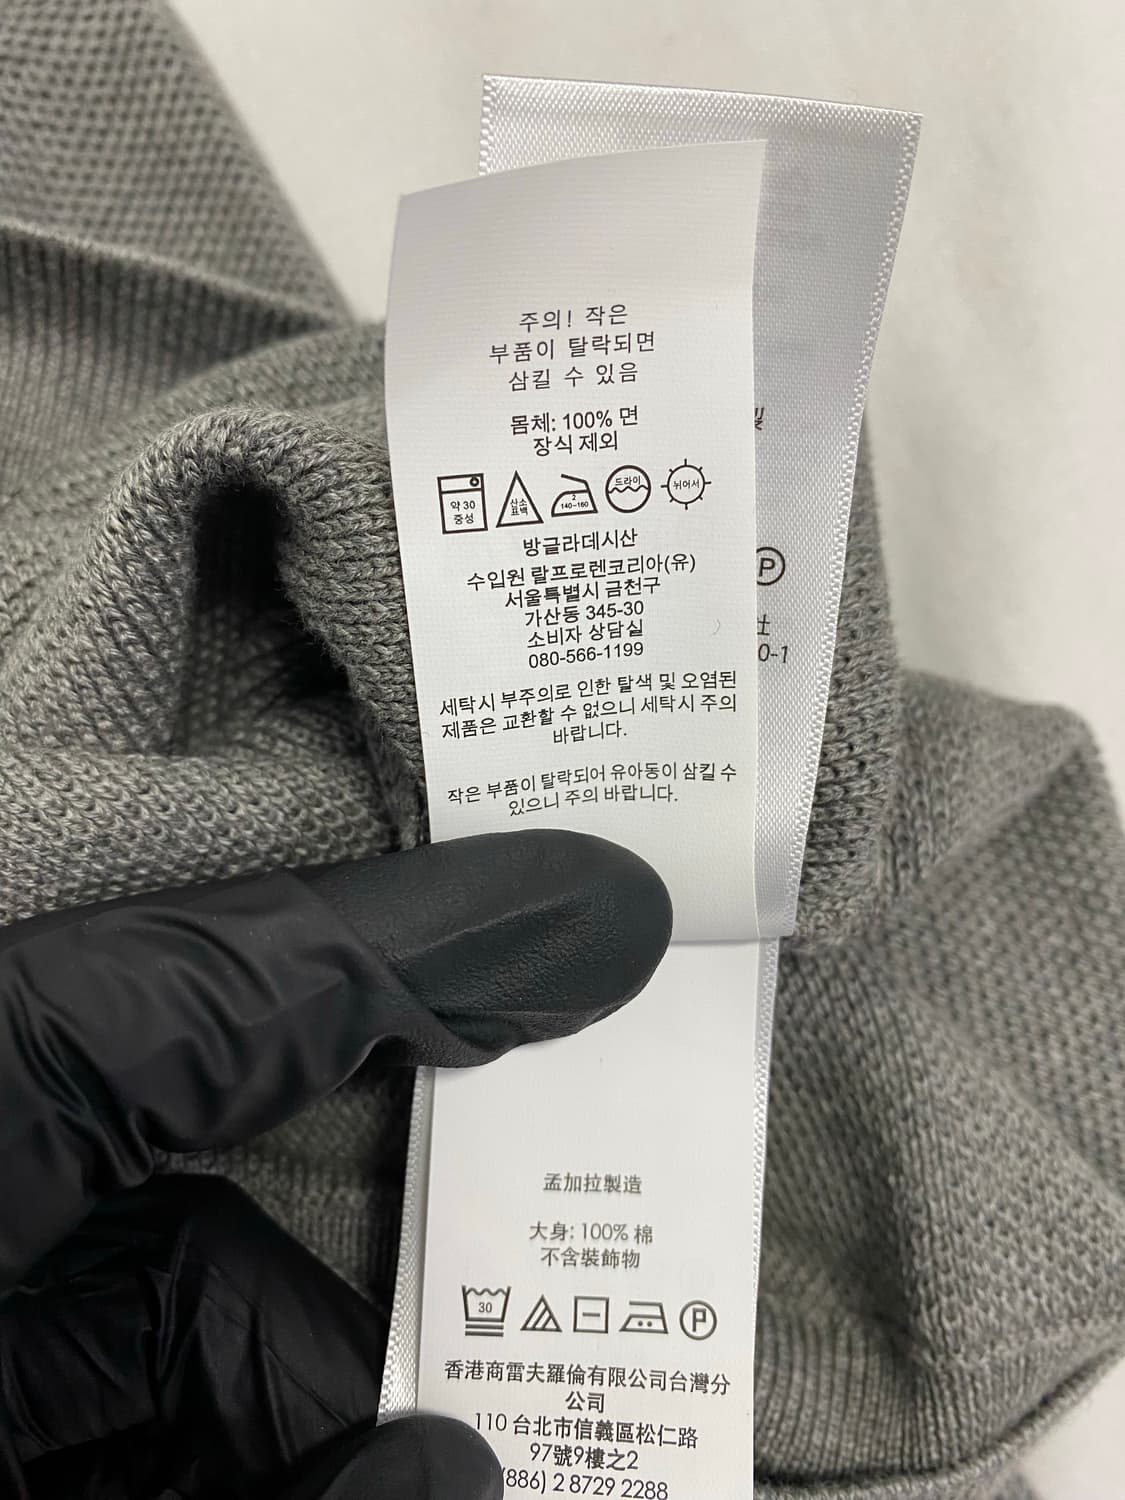 주의! 작은
부품이 탈락되면
삼킬 수 있음
몸체: 100% 면
장식 제외
약 30
중성
산소
표백
2
140~160
드라이
뉘어서
방글라데시산
수입원 랄프로렌코리아(유)
서울특별시 금천구
가산동 345-30
소비자 상담실
080-566-1199
세탁시 부주의로 인한 탈색 및 오염된
제품은 교환할 수 없으니 세탁시 주의
바랍니다.
작은 부품이 탈락되어 유아동이 삼킬 수
있으니 주의 바랍니다.
P
0-1
孟加拉製造
大身: 100% 棉
不含裝飾物
30
P
香港商雷夫羅倫有限公司台灣分
公司
110 台北市信義區松仁路
97號9樓之2
(886) 2 8729 2288